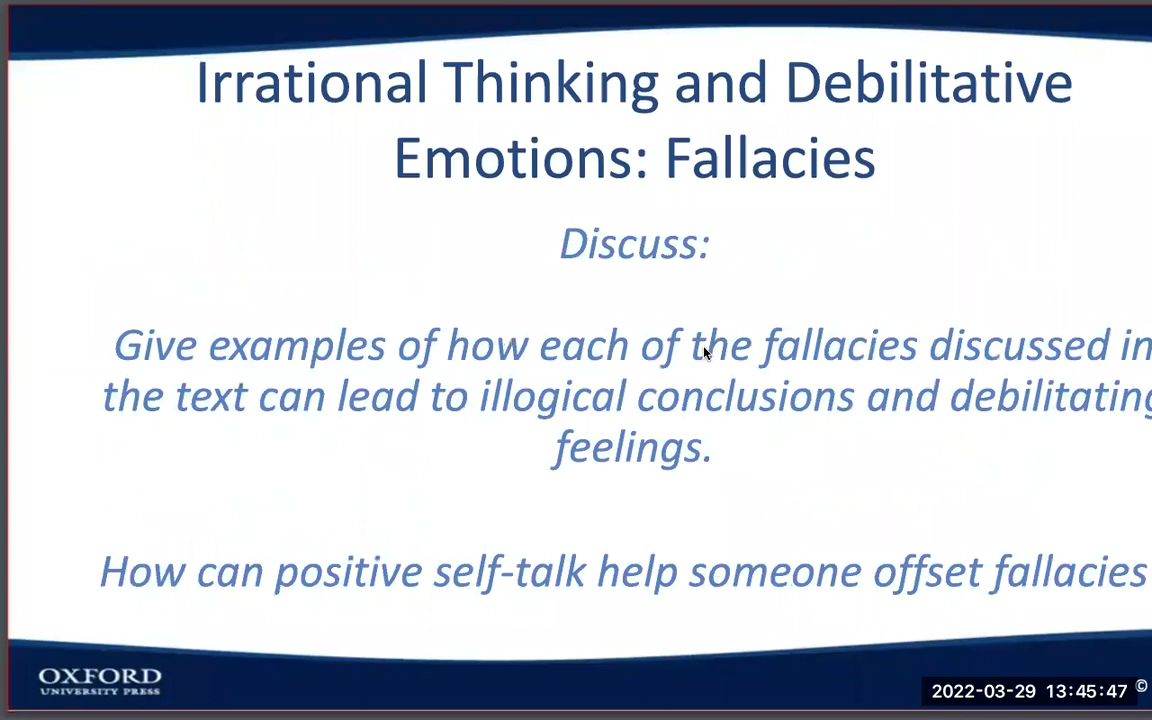 Irrational Thinking and Debilitative
Emotions: Fallacies
Discuss:
Give examples of how each of the fallacies discussed in
the text can lead to illogical conclusions and debilitating
feelings.
How can positive self-talk help someone offset fallacies
OXFORD
UNIVERSITY PRESS
2022-03-29 13:45:47 ©